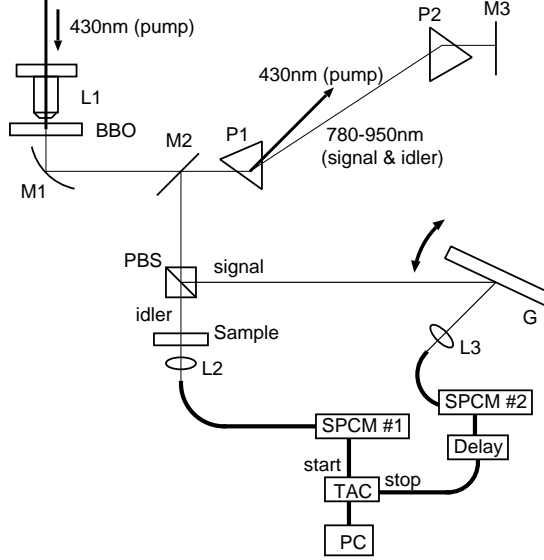 430nm (pump)
L1
BBO
M1
M2
P1
430nm (pump)
P2
M3
780-950nm
(signal & idler)
PBS
signal
idler
Sample
L2
G
L3
SPCM #1
SPCM #2
Delay
start
stop
TAC
PC